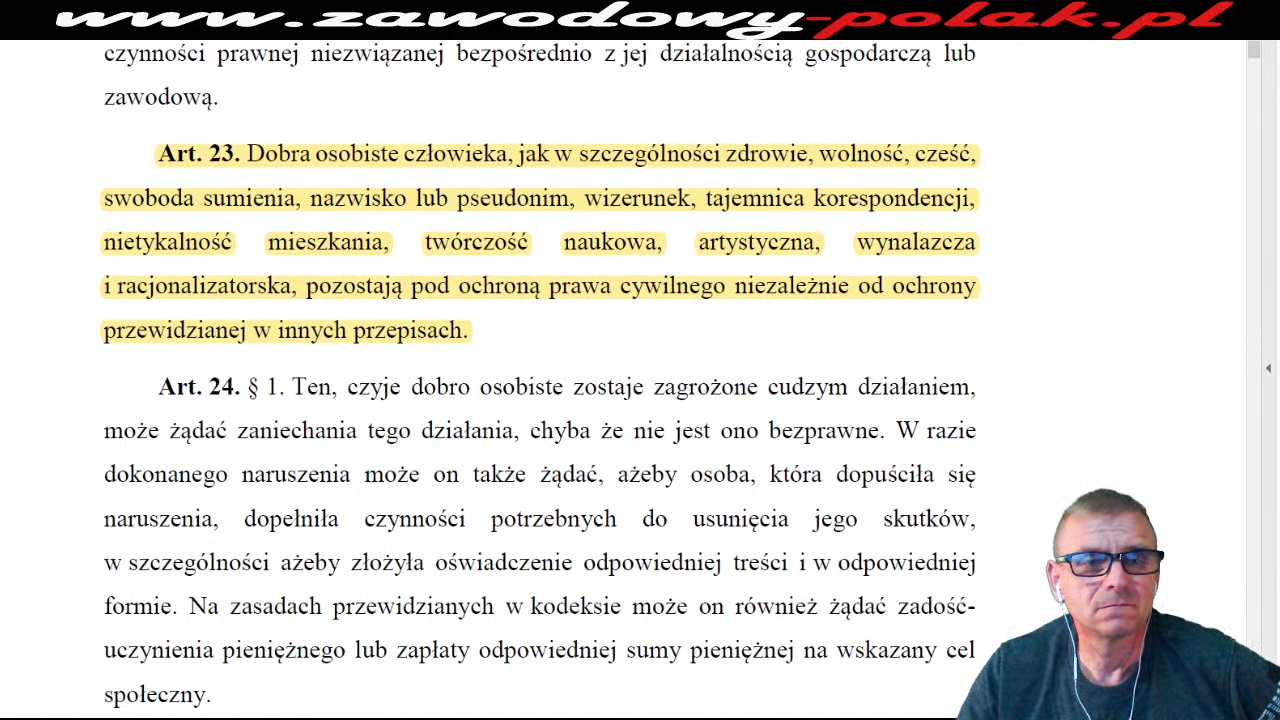 www.zawodowy-polak.pl
czynności prawnej niezwiązanej bezpośrednio z jej działalnością gospodarczą lub
zawodową.
Art. 23. Dobra osobiste człowieka, jak w szczególności zdrowie, wolność, cześć,
swoboda sumienia, nazwisko lub pseudonim, wizerunek, tajemnica korespondencji,
nietykalność mieszkania, twórczość naukowa, artystyczna, wynalazcza
i racjonalizatorska, pozostają pod ochroną prawa cywilnego niezależnie od ochrony
przewidzianej w innych przepisach.
Art. 24. § 1. Ten, czyje dobro osobiste zostaje zagrożone cudzym działaniem,
może żądać zaniechania tego działania, chyba że nie jest ono bezprawne. W razie
dokonanego naruszenia może on także żądać, ażeby osoba, która dopuściła się
naruszenia, dopełniła czynności potrzebnych do usunięcia jego skutków,
w szczególności ażeby złożyła oświadczenie odpowiedniej treści i w odpowiedniej
formie. Na zasadach przewidzianych w kodeksie może on również żądać zadość-
uczynienia pieniężnego lub zapłaty odpowiedniej sumy pieniężnej na wskazany cel
społeczny.